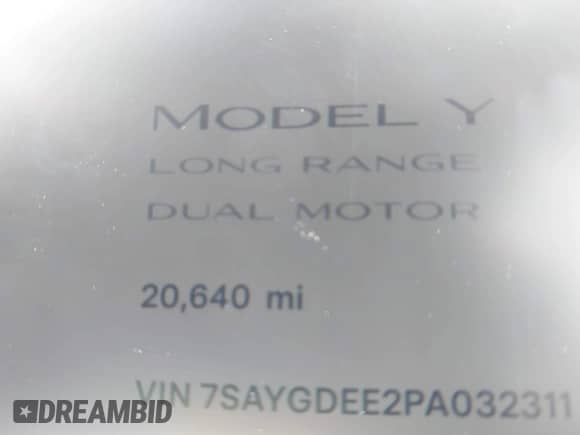 MODEL Y
LONG RANGE
DUAL MOTOR
20,640 mi
VIN 7SAYGDEE2PA032311
DREAMBID